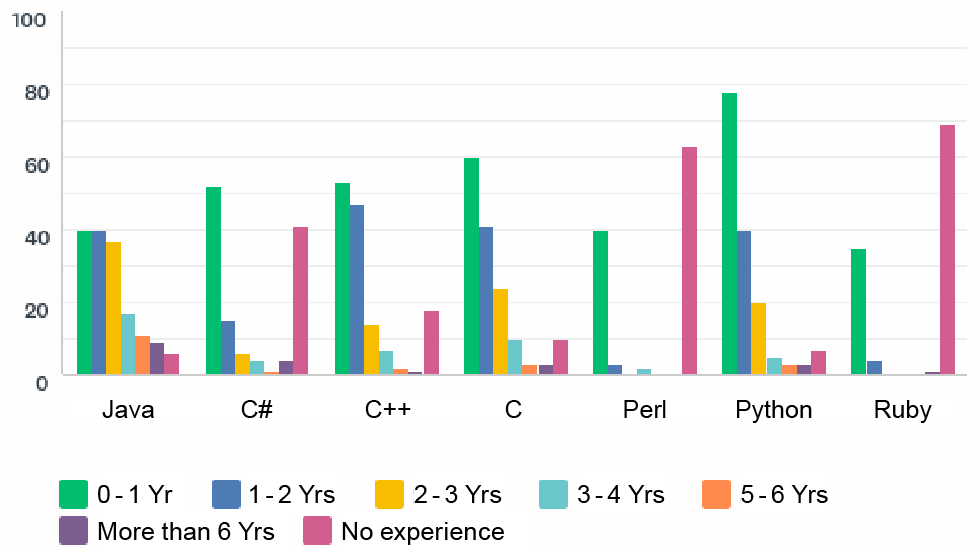 100
80
60
40
20
0
Java C# C++ C Perl Python Ruby
0 - 1 Yr 1 - 2 Yrs 2 - 3 Yrs 3 - 4 Yrs 5 - 6 Yrs
More than 6 Yrs No experience